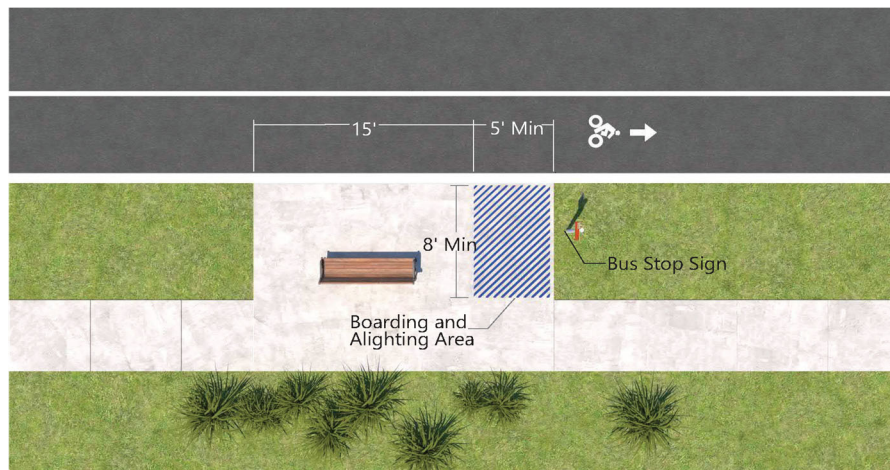 15'
5' Min
8' Min
Bus Stop Sign
Boarding and
Alighting Area